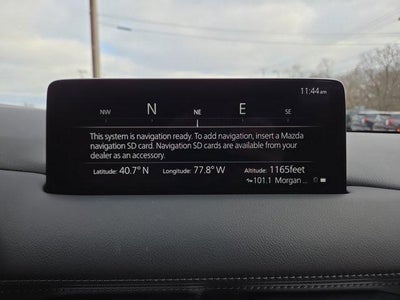 11:44am
NW N NE E SE
This system is navigation ready. To add navigation, insert a Mazda
navigation SD card. Navigation SD cards are available from your
dealer as an accessory.
Latitude: 40.7° N Longitude: 77.8° W Altitude: 1165feet
101.1 Morgan ...